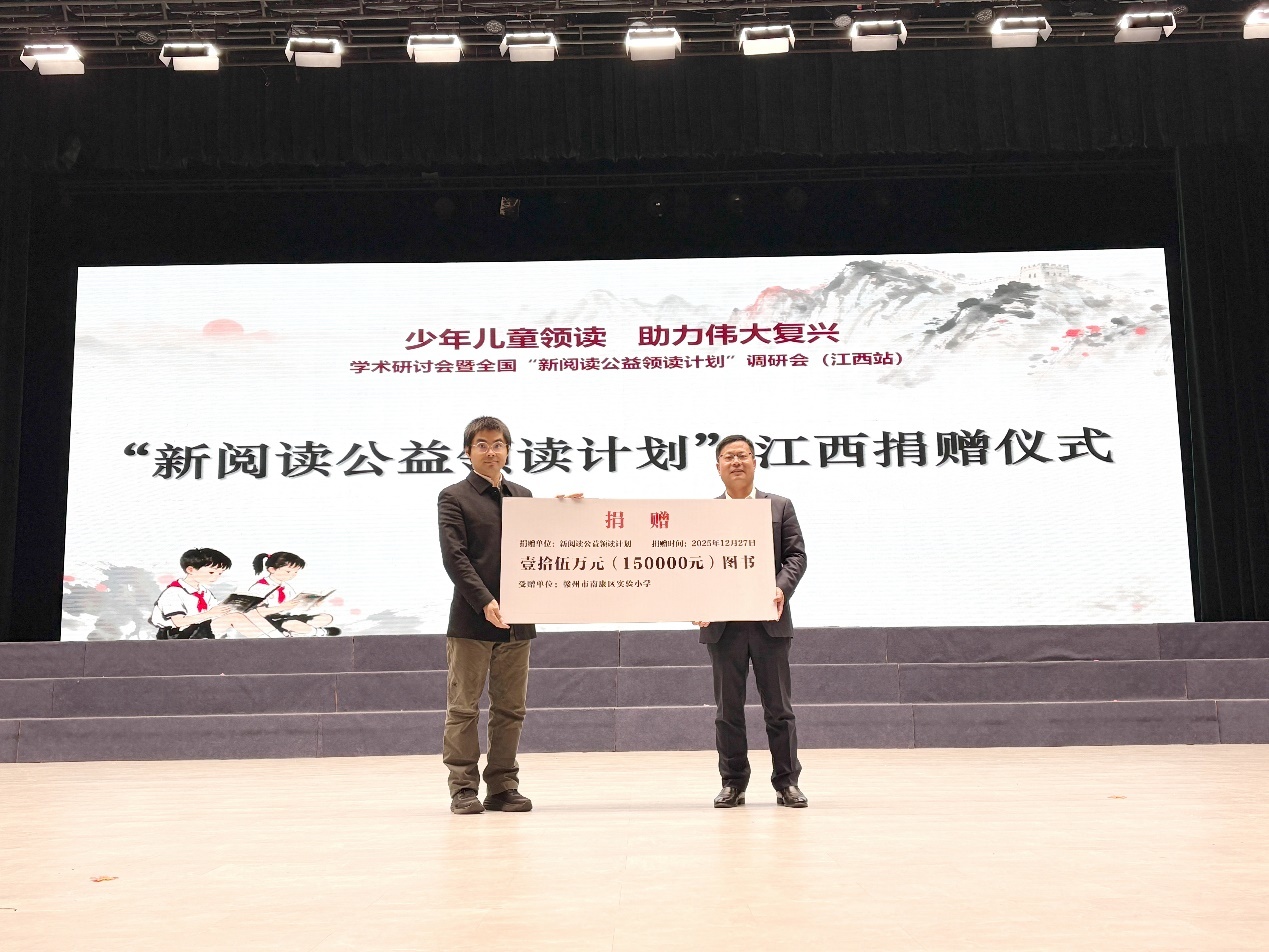 少年儿童领读 助力伟大复兴
学术研讨会暨全国“新阅读公益领读计划”调研会（江西站）
“新阅读公益领读计划” 江西捐赠仪式
捐 赠
捐赠单位：新阅读公益领读计划 捐赠时间：2025年12月27日
壹拾伍万元（150000元）图书
受赠单位：赣州市南康区实验小学